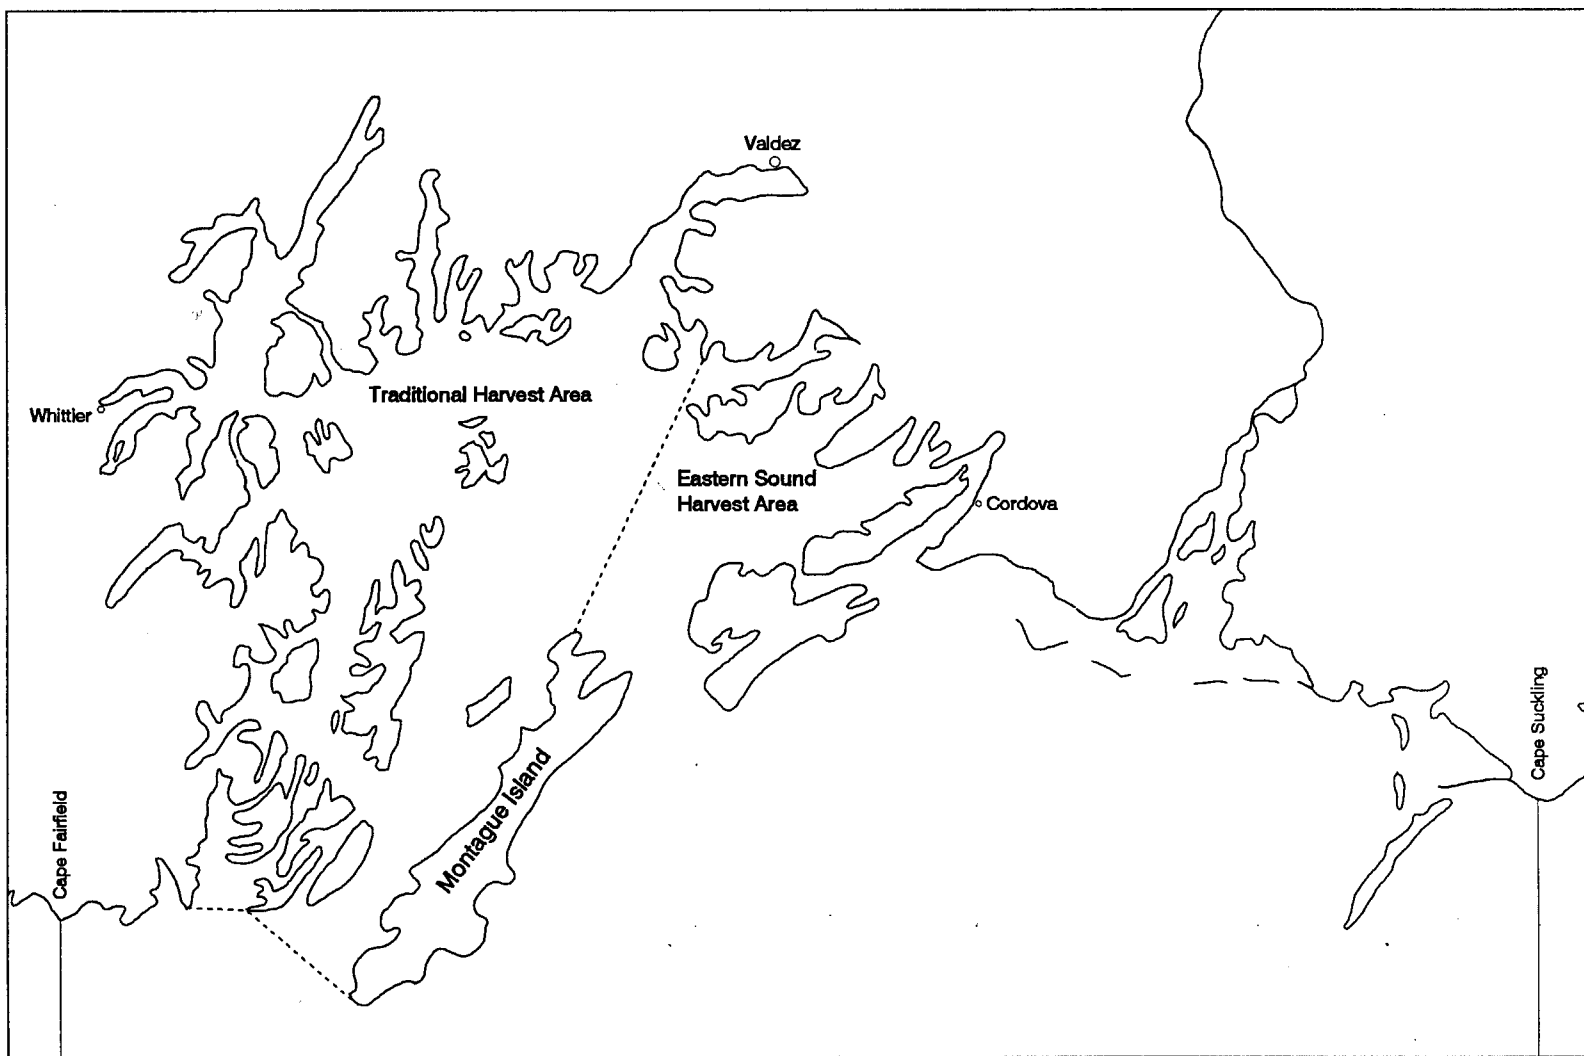 Valdez
Traditional Harvest Area
Whittier
Eastern Sound
Harvest Area
Cordova
Cape Suckling
Montague Island
Cape Fairfield